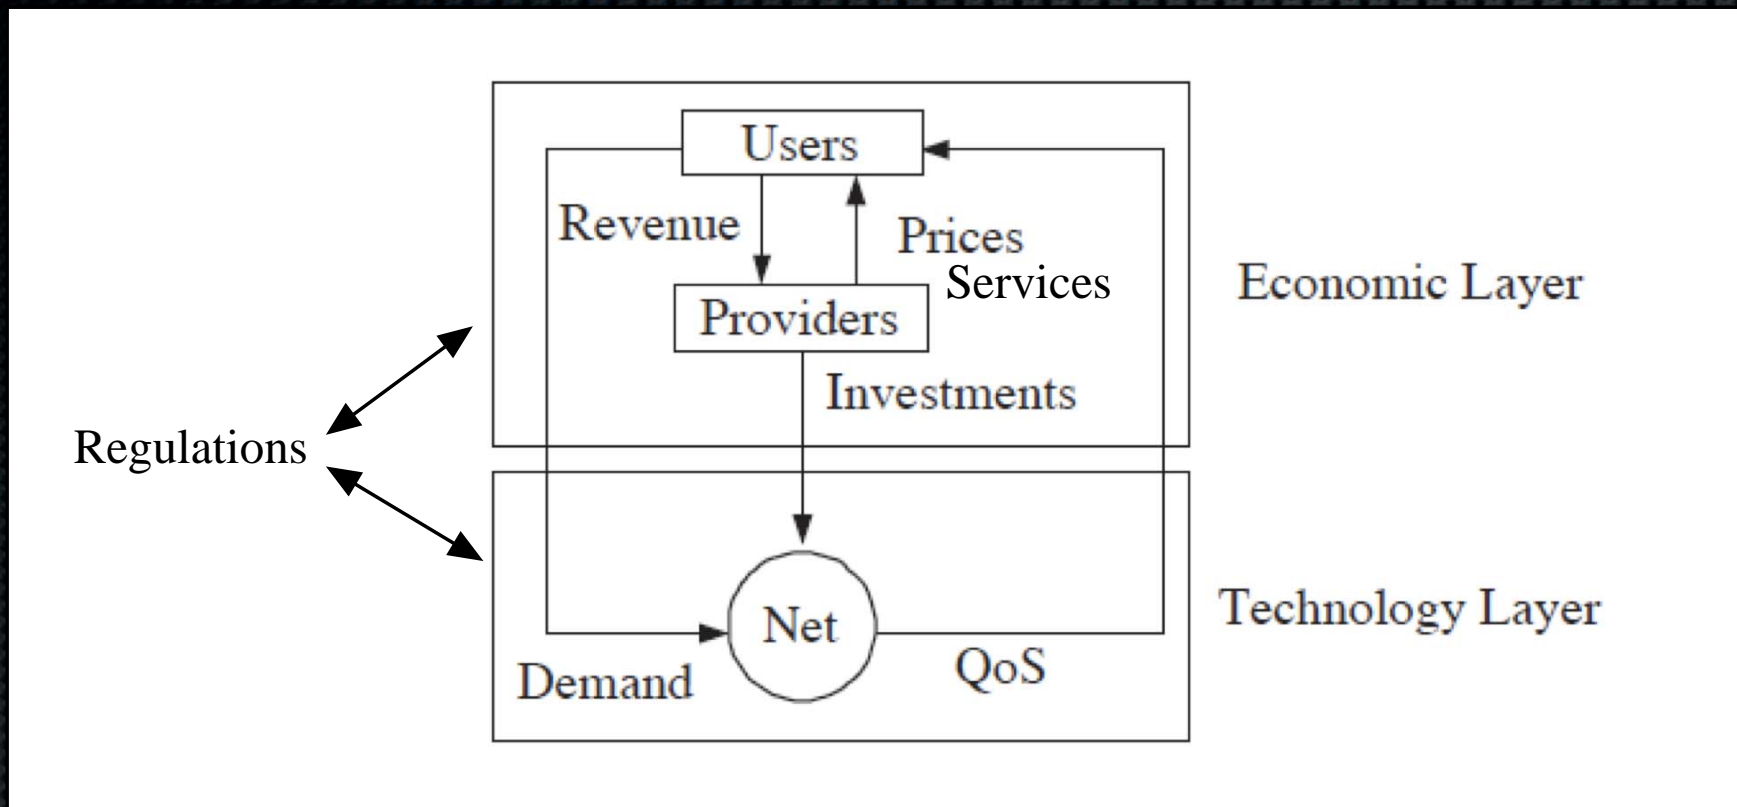 Users
Revenue
Prices
Services
Economic Layer
Providers
Investments
Regulations
Net
Technology Layer
QoS
Demand